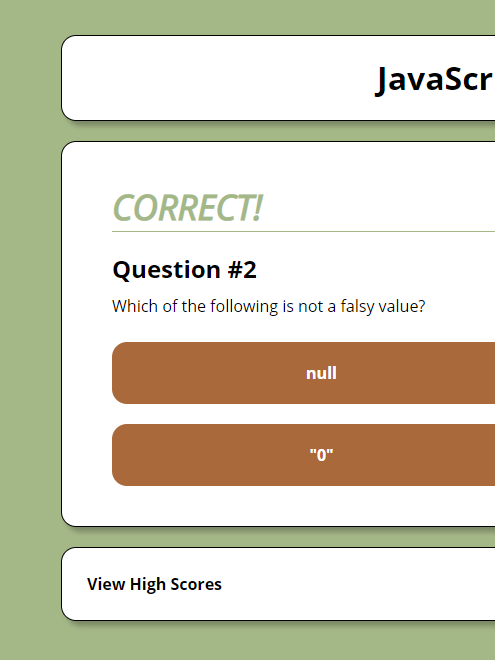 JavaScr
CORRECT!
Question #2
Which of the following is not a falsy value?
null
"0"
View High Scores